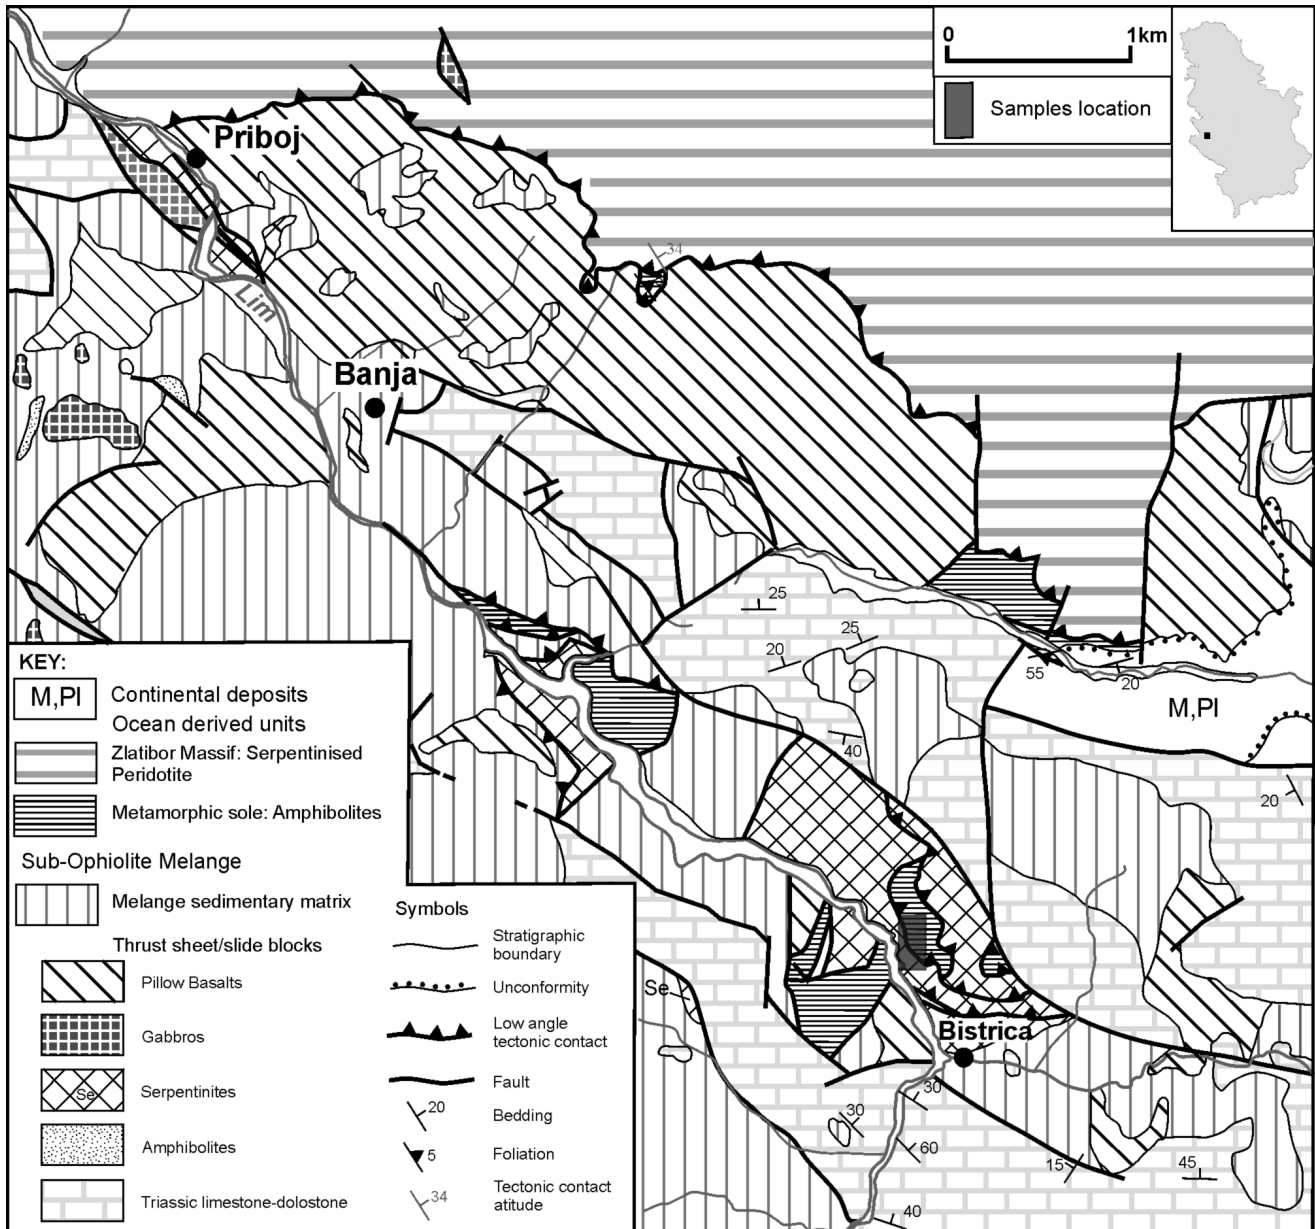 0 1km
Samples location
Priboj
34
Lim
Banja
25
25
20
55
20
M,Pl
40
20
Se
Bistrica
30
30
60
15
45
40
KEY:
M,Pl
Continental deposits
Ocean derived units
Zlatibor Massif: Serpentinised
Peridotite
Metamorphic sole: Amphibolites
Sub-Ophiolite Melange
Melange sedimentary matrix
Thrust sheet/slide blocks
Pillow Basalts
Gabbros
Se
Serpentinites
Amphibolites
Triassic limestone-dolostone
Symbols
Stratigraphic
boundary
Unconformity
Low angle
tectonic contact
Fault
20
Bedding
5
Foliation
34
Tectonic contact
atitude